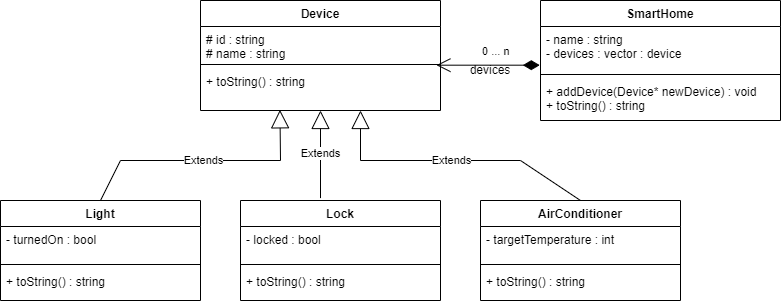 Device
# id : string
# name : string
+ toString() : string
SmartHome
- name : string
- devices : vector : device
+ addDevice(Device* newDevice) : void
+ toString() : string
0 ... n
devices
Extends
Extends
Extends
Light
- turnedOn : bool
+ toString() : string
Lock
- locked : bool
+ toString() : string
AirConditioner
- targetTemperature : int
+ toString() : string